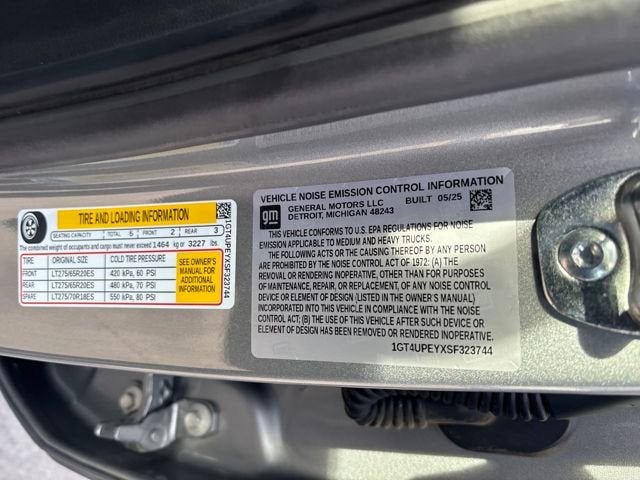 TIRE AND LOADING INFORMATION
SEATING CAPACITY TOTAL 5 FRONT 2 REAR 3
The combined weight of occupants and cargo must never exceed 1464 kg or 3227 lbs.
TIRE ORIGINAL SIZE COLD TIRE PRESSURE
FRONT LT275/65R20ES 420 kPa, 60 PSI
REAR LT275/65R20ES 480 kPa, 70 PSI
SPARE LT275/70R18ES 550 kPa, 80 PSI
SEE OWNER'S
MANUAL FOR
ADDITIONAL
INFORMATION
1GT4UPEYXSF323744
VEHICLE NOISE EMISSION CONTROL INFORMATION
gm
GENERAL MOTORS LLC BUILT 05/25
DETROIT, MICHIGAN 48243
THIS VEHICLE CONFORMS TO U.S. EPA REGULATIONS FOR NOISE
EMISSION APPLICABLE TO MEDIUM AND HEAVY TRUCKS.
THE FOLLOWING ACTS OR THE CAUSING THEREOF BY ANY PERSON
ARE PROHIBITED BY THE NOISE CONTROL ACT OF 1972: (A) THE
REMOVAL OR RENDERING INOPERATIVE, OTHER THAN FOR PURPOSES
OF MAINTENANCE, REPAIR, OR REPLACEMENT, OF ANY NOISE CONTROL
DEVICE OR ELEMENT OF DESIGN (LISTED IN THE OWNER'S MANUAL)
INCORPORATED INTO THIS VEHICLE IN COMPLIANCE WITH THE NOISE
CONTROL ACT: (B) THE USE OF THIS VEHICLE AFTER SUCH DEVICE OR
ELEMENT OF DESIGN HAS BEEN REMOVED OR RENDERED INOPERATIVE.
1GT4UPEYXSF323744